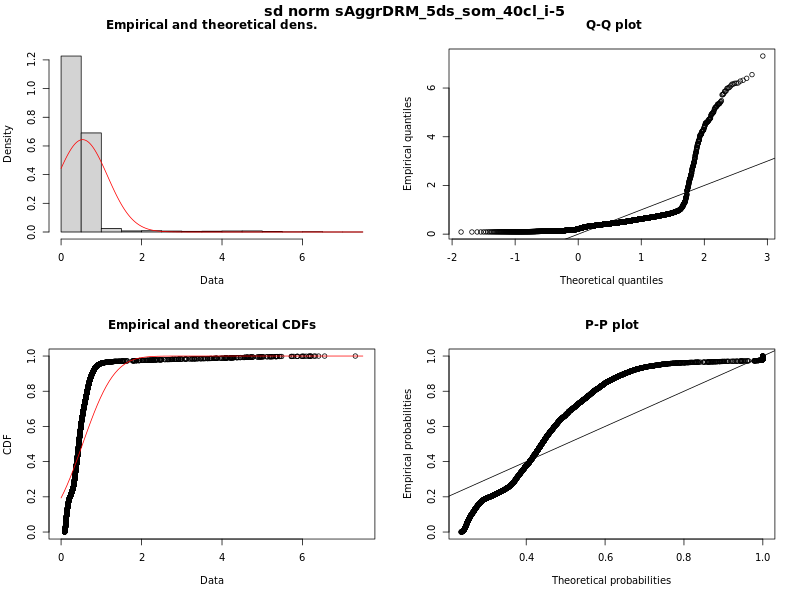 sd norm sAggrDRM_5ds_som_40cl_i-5
Empirical and theoretical dens.
Density
0.0 0.2 0.4 0.6 0.8 1.0 1.2
0 2 4 6
Data
Q-Q plot
Empirical quantiles
0 2 4 6
-2 -1 0 1 2 3
Theoretical quantiles
Empirical and theoretical CDFs
CDF
0.0 0.2 0.4 0.6 0.8 1.0
0 2 4 6
Data
P-P plot
Empirical probabilities
0.0 0.2 0.4 0.6 0.8 1.0
0.4 0.6 0.8 1.0
Theoretical probabilities